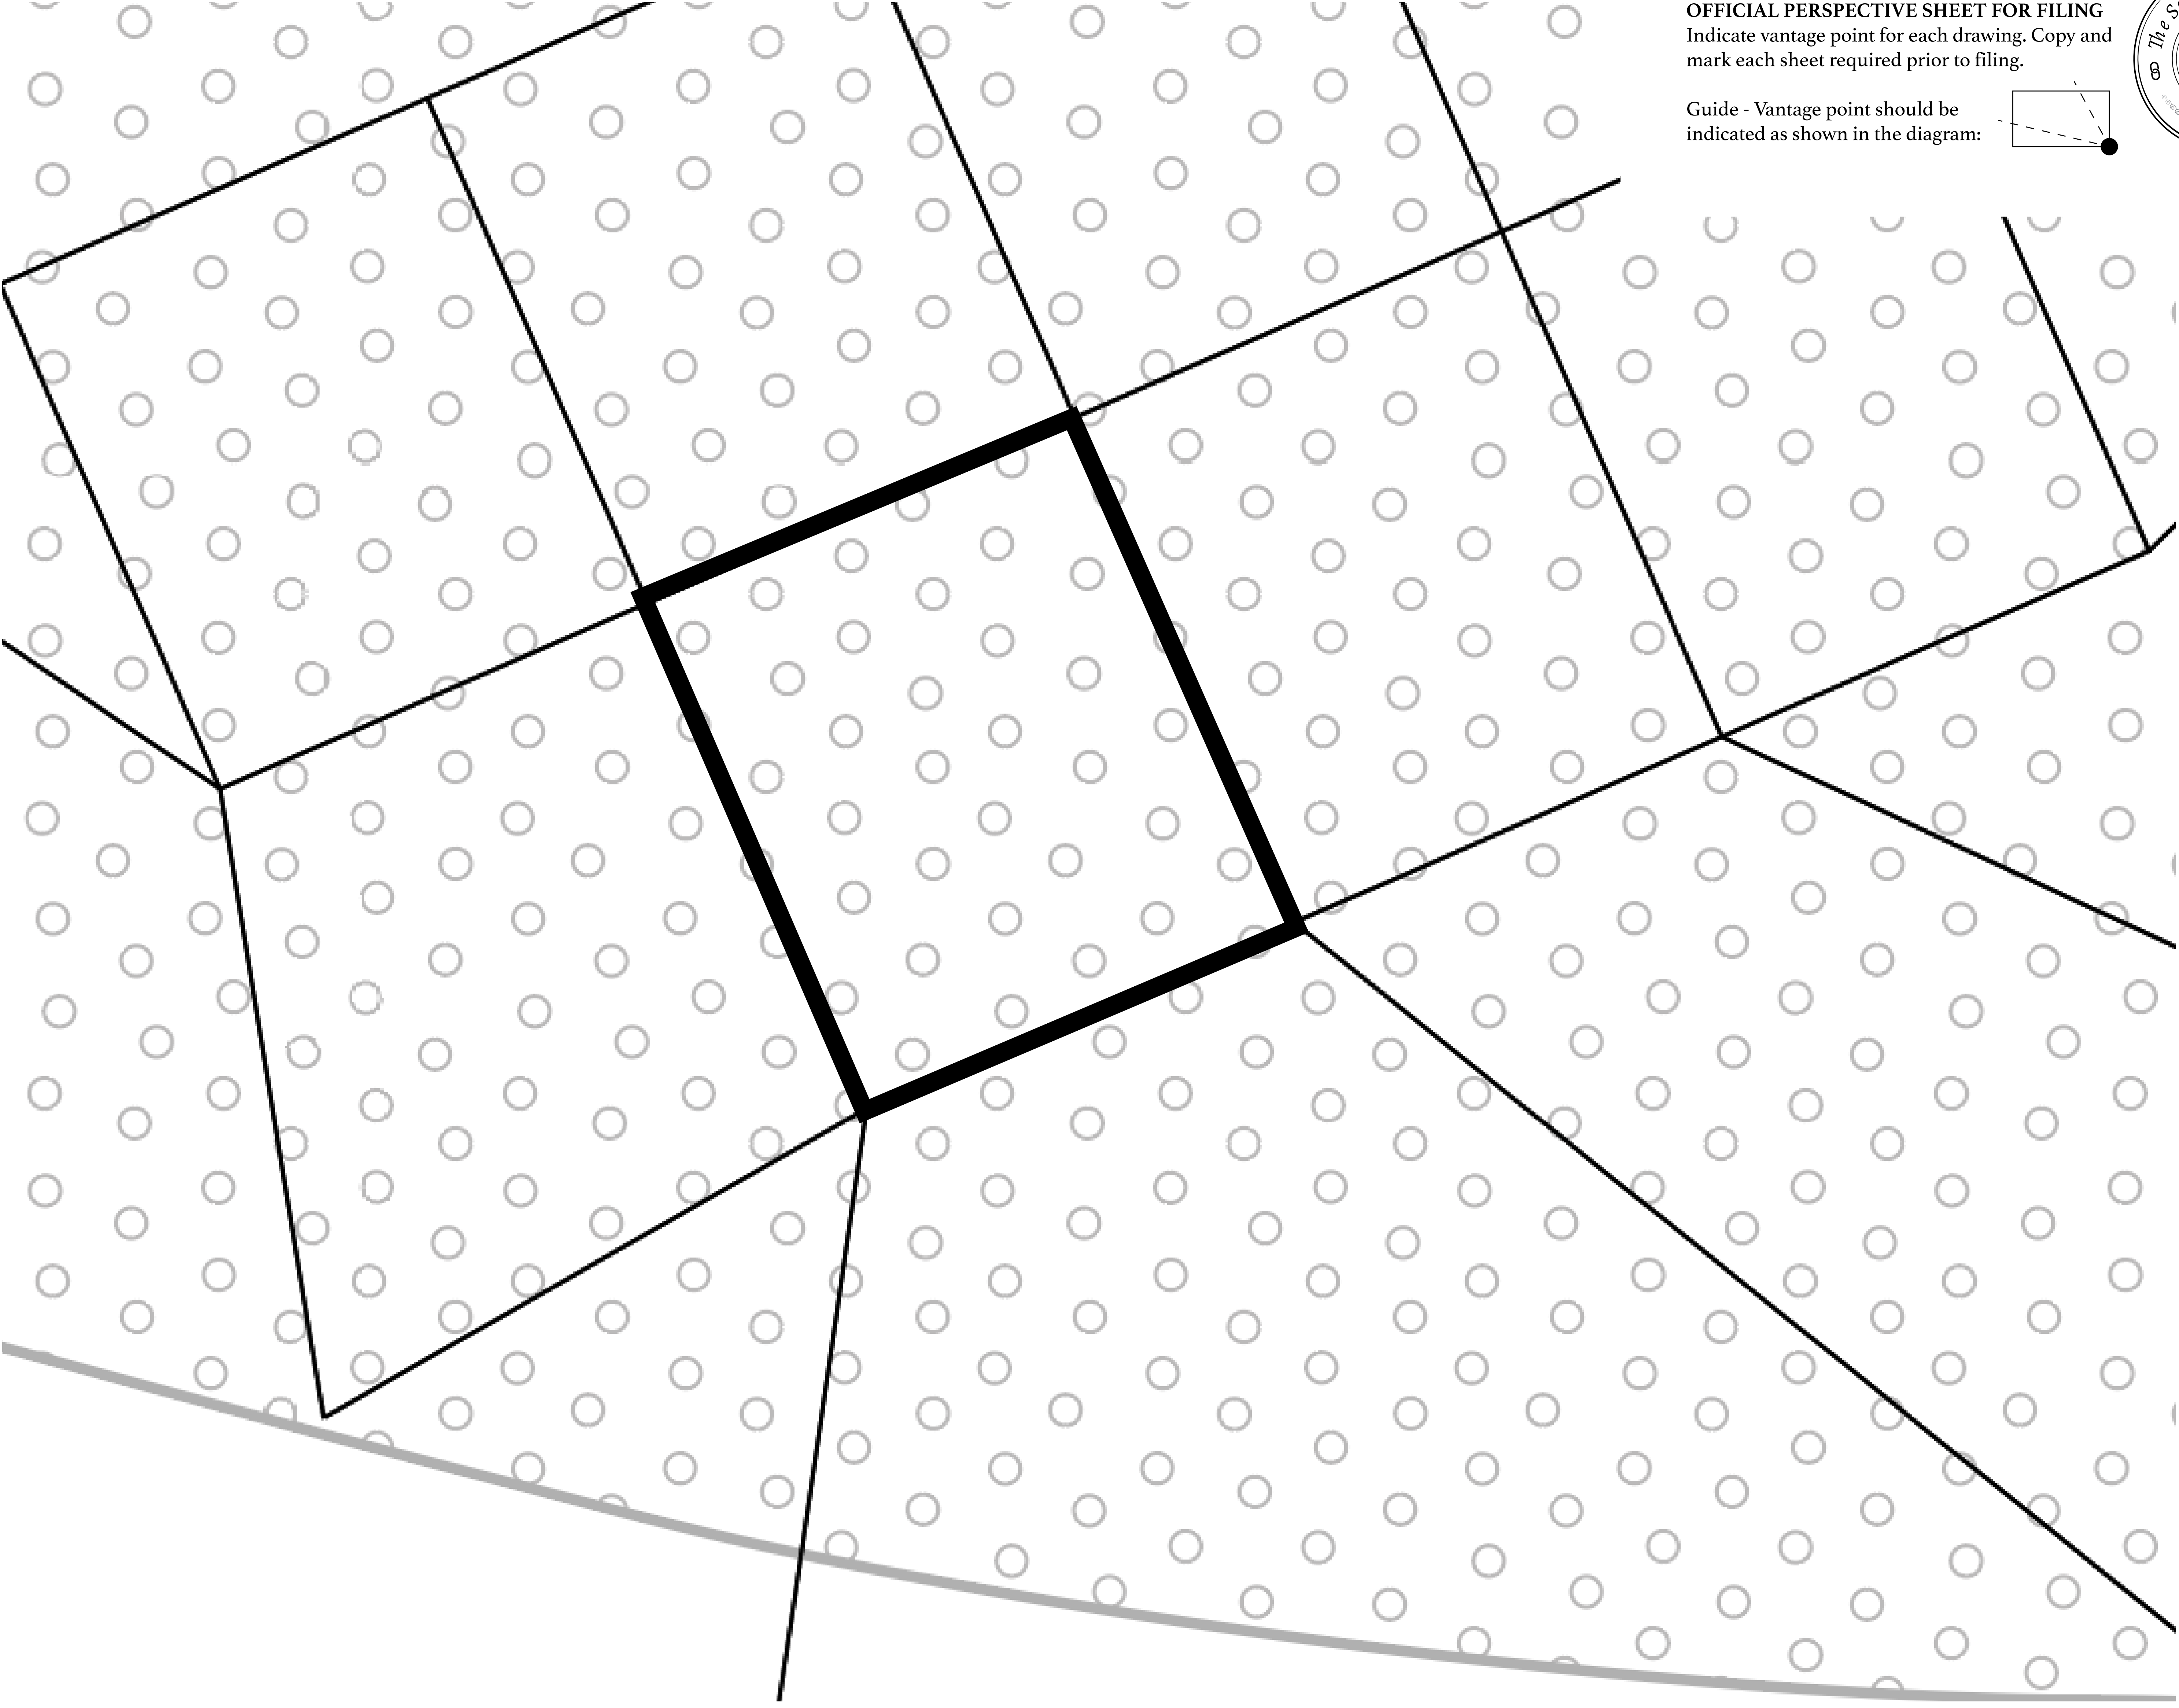 OFFICIAL PERSPECTIVE SHEET FOR FILING
Indicate vantage point for each drawing. Copy and
mark each sheet required prior to filing.
Guide - Vantage point should be
indicated as shown in the diagram:
The